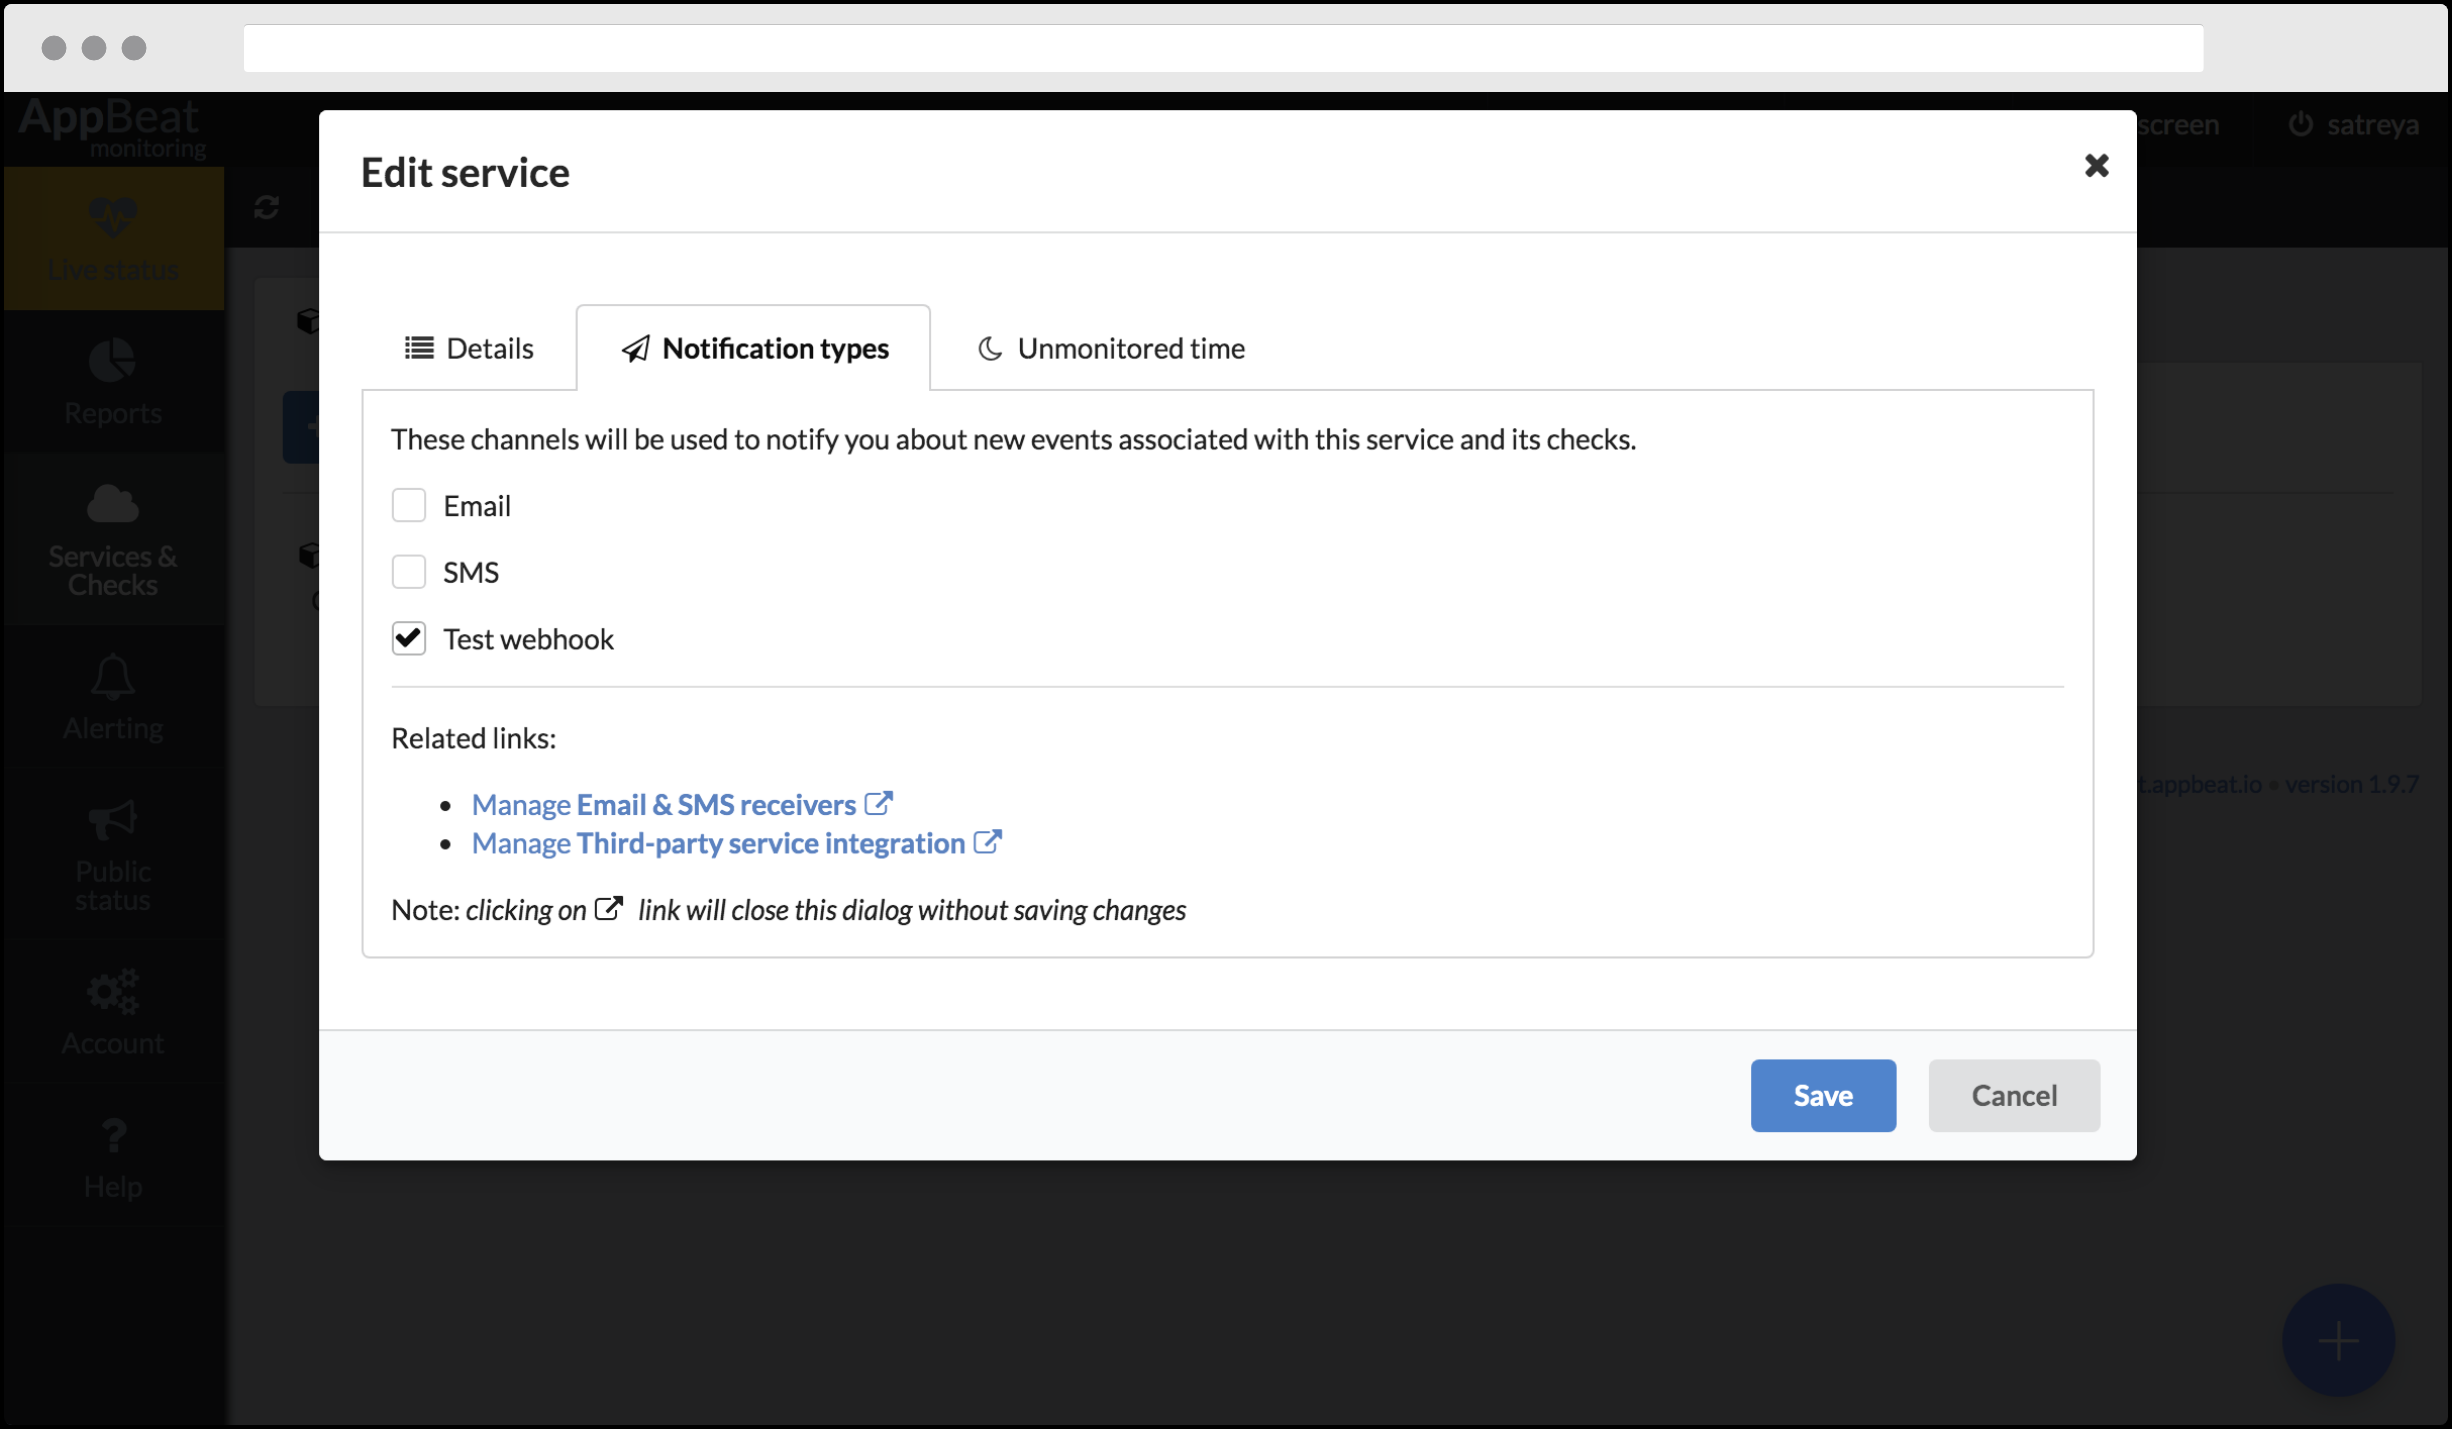 AppBeat
monitoring
screen
satreya
Live status
Reports
Services &
Checks
Alerting
Public
status
Account
Help
Edit service
Details
Notification types
Unmonitored time
These channels will be used to notify you about new events associated with this service and its checks.
Email
SMS
Test webhook
Related links:
Manage Email & SMS receivers
Manage Third-party service integration
Note: clicking on link will close this dialog without saving changes
Save
Cancel
t.appbeat.io • version 1.9.7